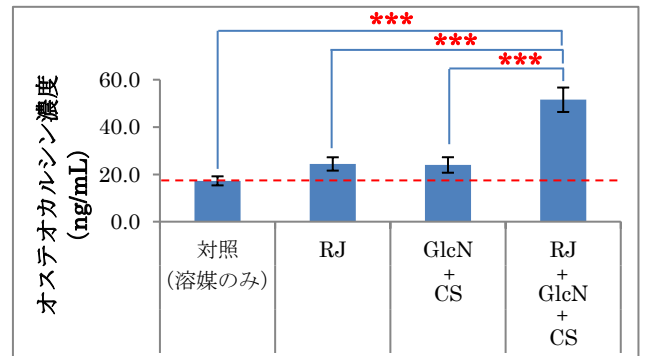 ***
***
***
オステオカルシン濃度
(ng/mL)
60.0
40.0
20.0
0.0
対照
(溶媒のみ)
RJ
GlcN
+
CS
RJ
+
GlcN
+
CS